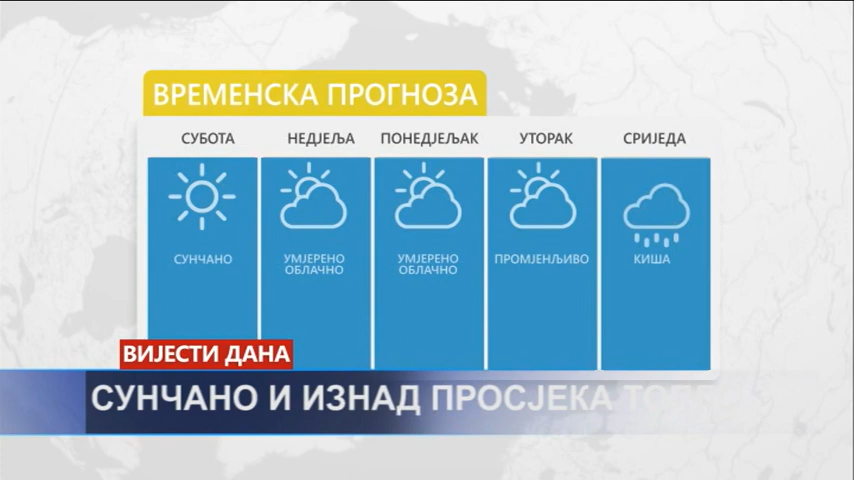 ВРЕМЕНСКА ПРОГНОЗА
СУБОТА НЕДЈЕЉА ПОНЕДЈЕЉАК УТОРАК СРИЈЕДА
СУНЧАНО
УМЈЕРЕНО
ОБЛАЧНО
УМЈЕРЕНО
ОБЛАЧНО
ПРОМЈЕНЉИВО
КИША
ВИЈЕСТИ ДАНА
СУНЧАНО И ИЗНАД ПРОСЈЕКА